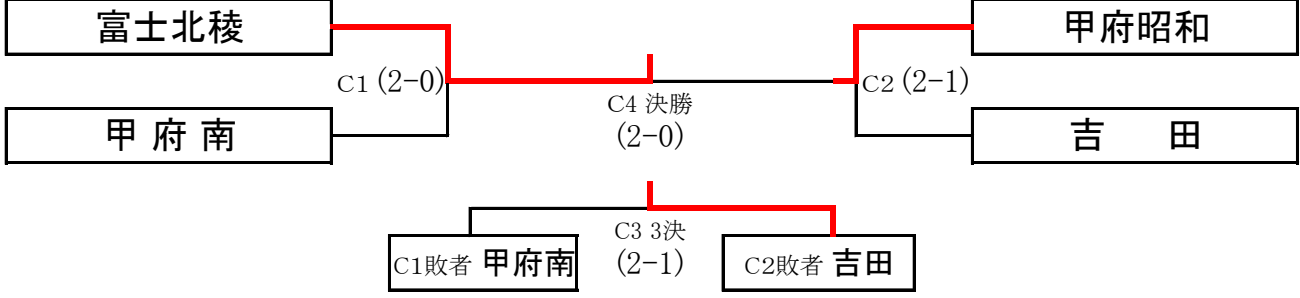 富士北稜
甲府昭和
C1 (2-0)
C2 (2-1)
C4 決勝
(2-0)
甲 府 南
吉 田
C3 3決
(2-1)
C1敗者 甲府南
C2敗者 吉田